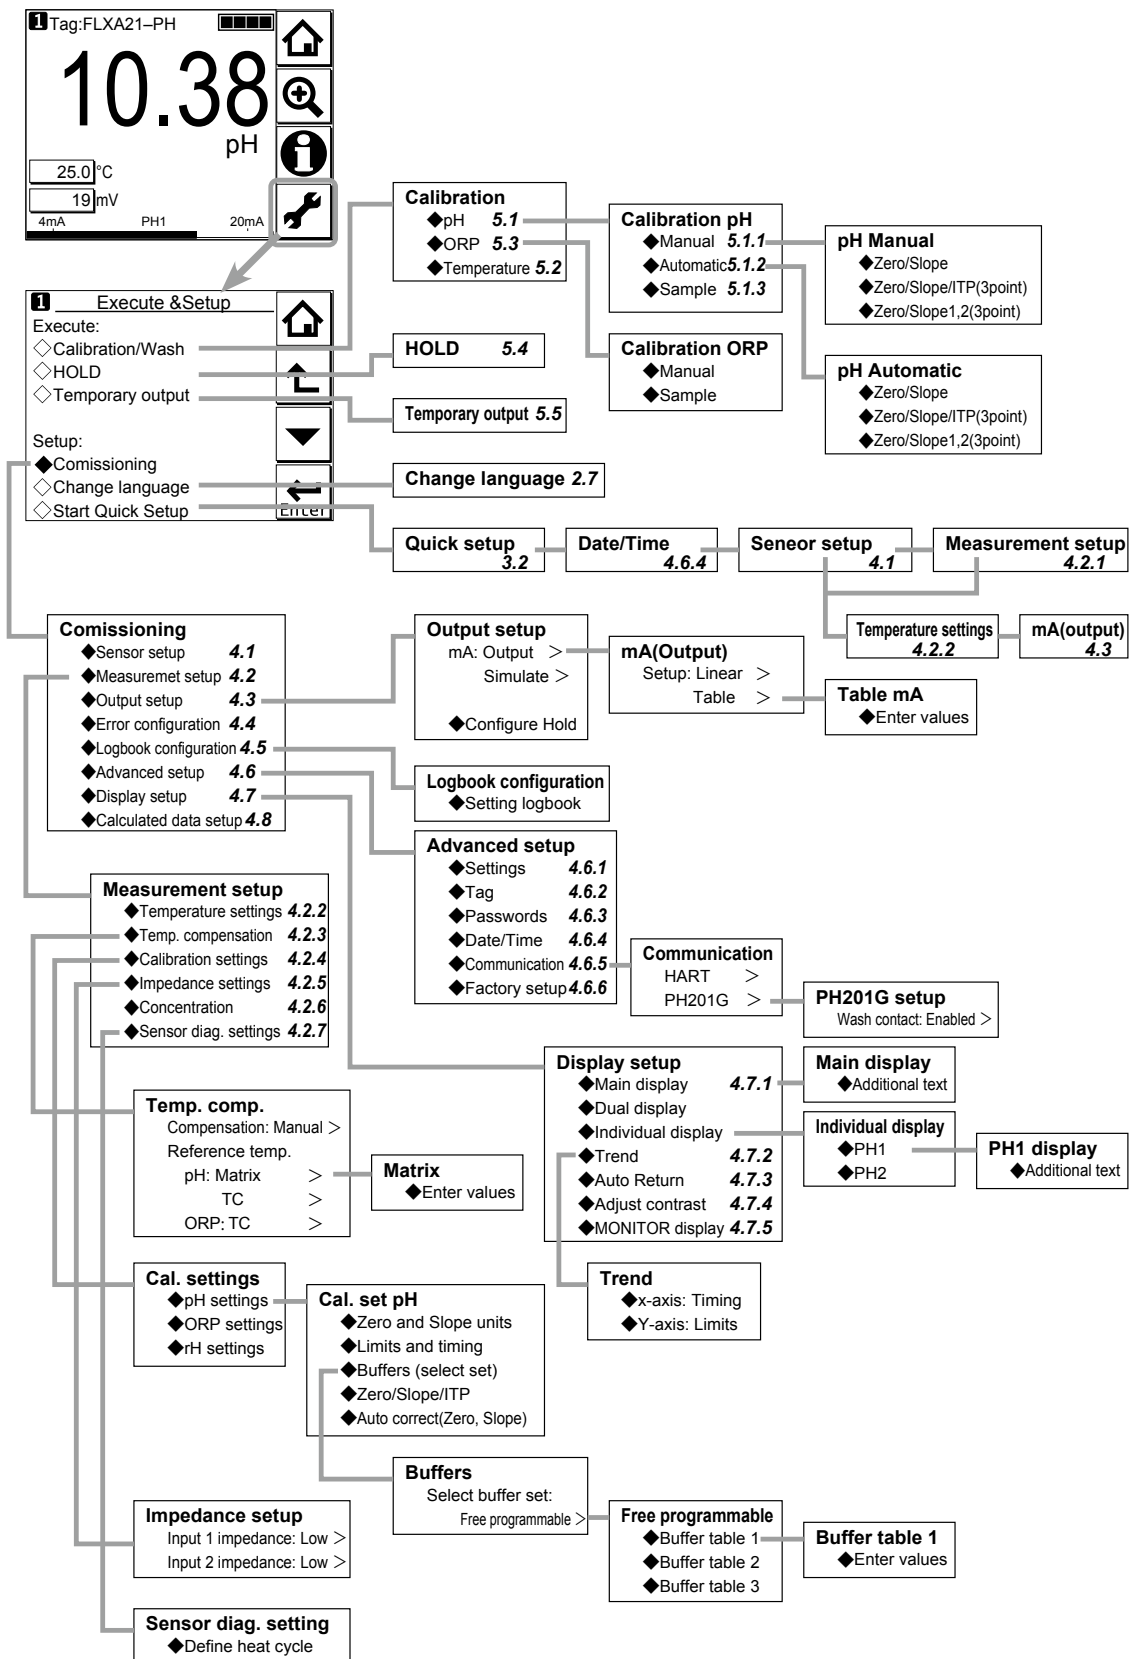 1 Tag:FLXA21–PH
10.38
pH
25.0 °C
19 mV
4mA PH1 20mA
1 Execute &Setup
Execute:
◇Calibration/Wash
◇HOLD
◇Temporary output
Setup:
◆Comissioning
◇Change language
◇Start Quick Setup
Enter
Calibration
◆pH 5.1
◆ORP 5.3
◆Temperature 5.2
Calibration pH
◆Manual 5.1.1
◆Automatic5.1.2
◆Sample 5.1.3
pH Manual
◆Zero/Slope
◆Zero/Slope/ITP(3point)
◆Zero/Slope1,2(3point)
HOLD 5.4
Calibration ORP
◆Manual
◆Sample
pH Automatic
◆Zero/Slope
◆Zero/Slope/ITP(3point)
◆Zero/Slope1,2(3point)
Temporary output 5.5
Change language 2.7
Quick setup
3.2
Date/Time
4.6.4
Seneor setup
4.1
Measurement setup
4.2.1
Temperature settings
4.2.2
mA(output)
4.3
Comissioning
◆Sensor setup 4.1
◆Measuremet setup 4.2
◆Output setup 4.3
◆Error configuration 4.4
◆Logbook configuration 4.5
◆Advanced setup 4.6
◆Display setup 4.7
◆Calculated data setup 4.8
Output setup
mA: Output >
Simulate >
◆Configure Hold
mA(Output)
Setup: Linear >
Table >
Table mA
◆Enter values
Logbook configuration
◆Setting logbook
Advanced setup
◆Settings 4.6.1
◆Tag 4.6.2
◆Passwords 4.6.3
◆Date/Time 4.6.4
◆Communication 4.6.5
◆Factory setup 4.6.6
Communication
HART >
PH201G >
PH201G setup
Wash contact: Enabled >
Measurement setup
◆Temperature settings 4.2.2
◆Temp. compensation 4.2.3
◆Calibration settings 4.2.4
◆Impedance settings 4.2.5
◆Concentration 4.2.6
◆Sensor diag. settings 4.2.7
Display setup
◆Main display 4.7.1
◆Dual display
◆Individual display
◆Trend 4.7.2
◆Auto Return 4.7.3
◆Adjust contrast 4.7.4
◆MONITOR display 4.7.5
Main display
◆Additional text
Individual display
◆PH1
◆PH2
PH1 display
◆Additional text
Temp. comp.
Compensation: Manual >
Reference temp.
pH: Matrix >
TC >
ORP: TC >
Matrix
◆Enter values
Trend
◆x-axis: Timing
◆Y-axis: Limits
Cal. settings
◆pH settings
◆ORP settings
◆rH settings
Cal. set pH
◆Zero and Slope units
◆Limits and timing
◆Buffers (select set)
◆Zero/Slope/ITP
◆Auto correct(Zero, Slope)
Buffers
Select buffer set:
Free programmable >
Free programmable
◆Buffer table 1
◆Buffer table 2
◆Buffer table 3
Buffer table 1
◆Enter values
Impedance setup
Input 1 impedance: Low >
Input 2 impedance: Low >
Sensor diag. setting
◆Define heat cycle